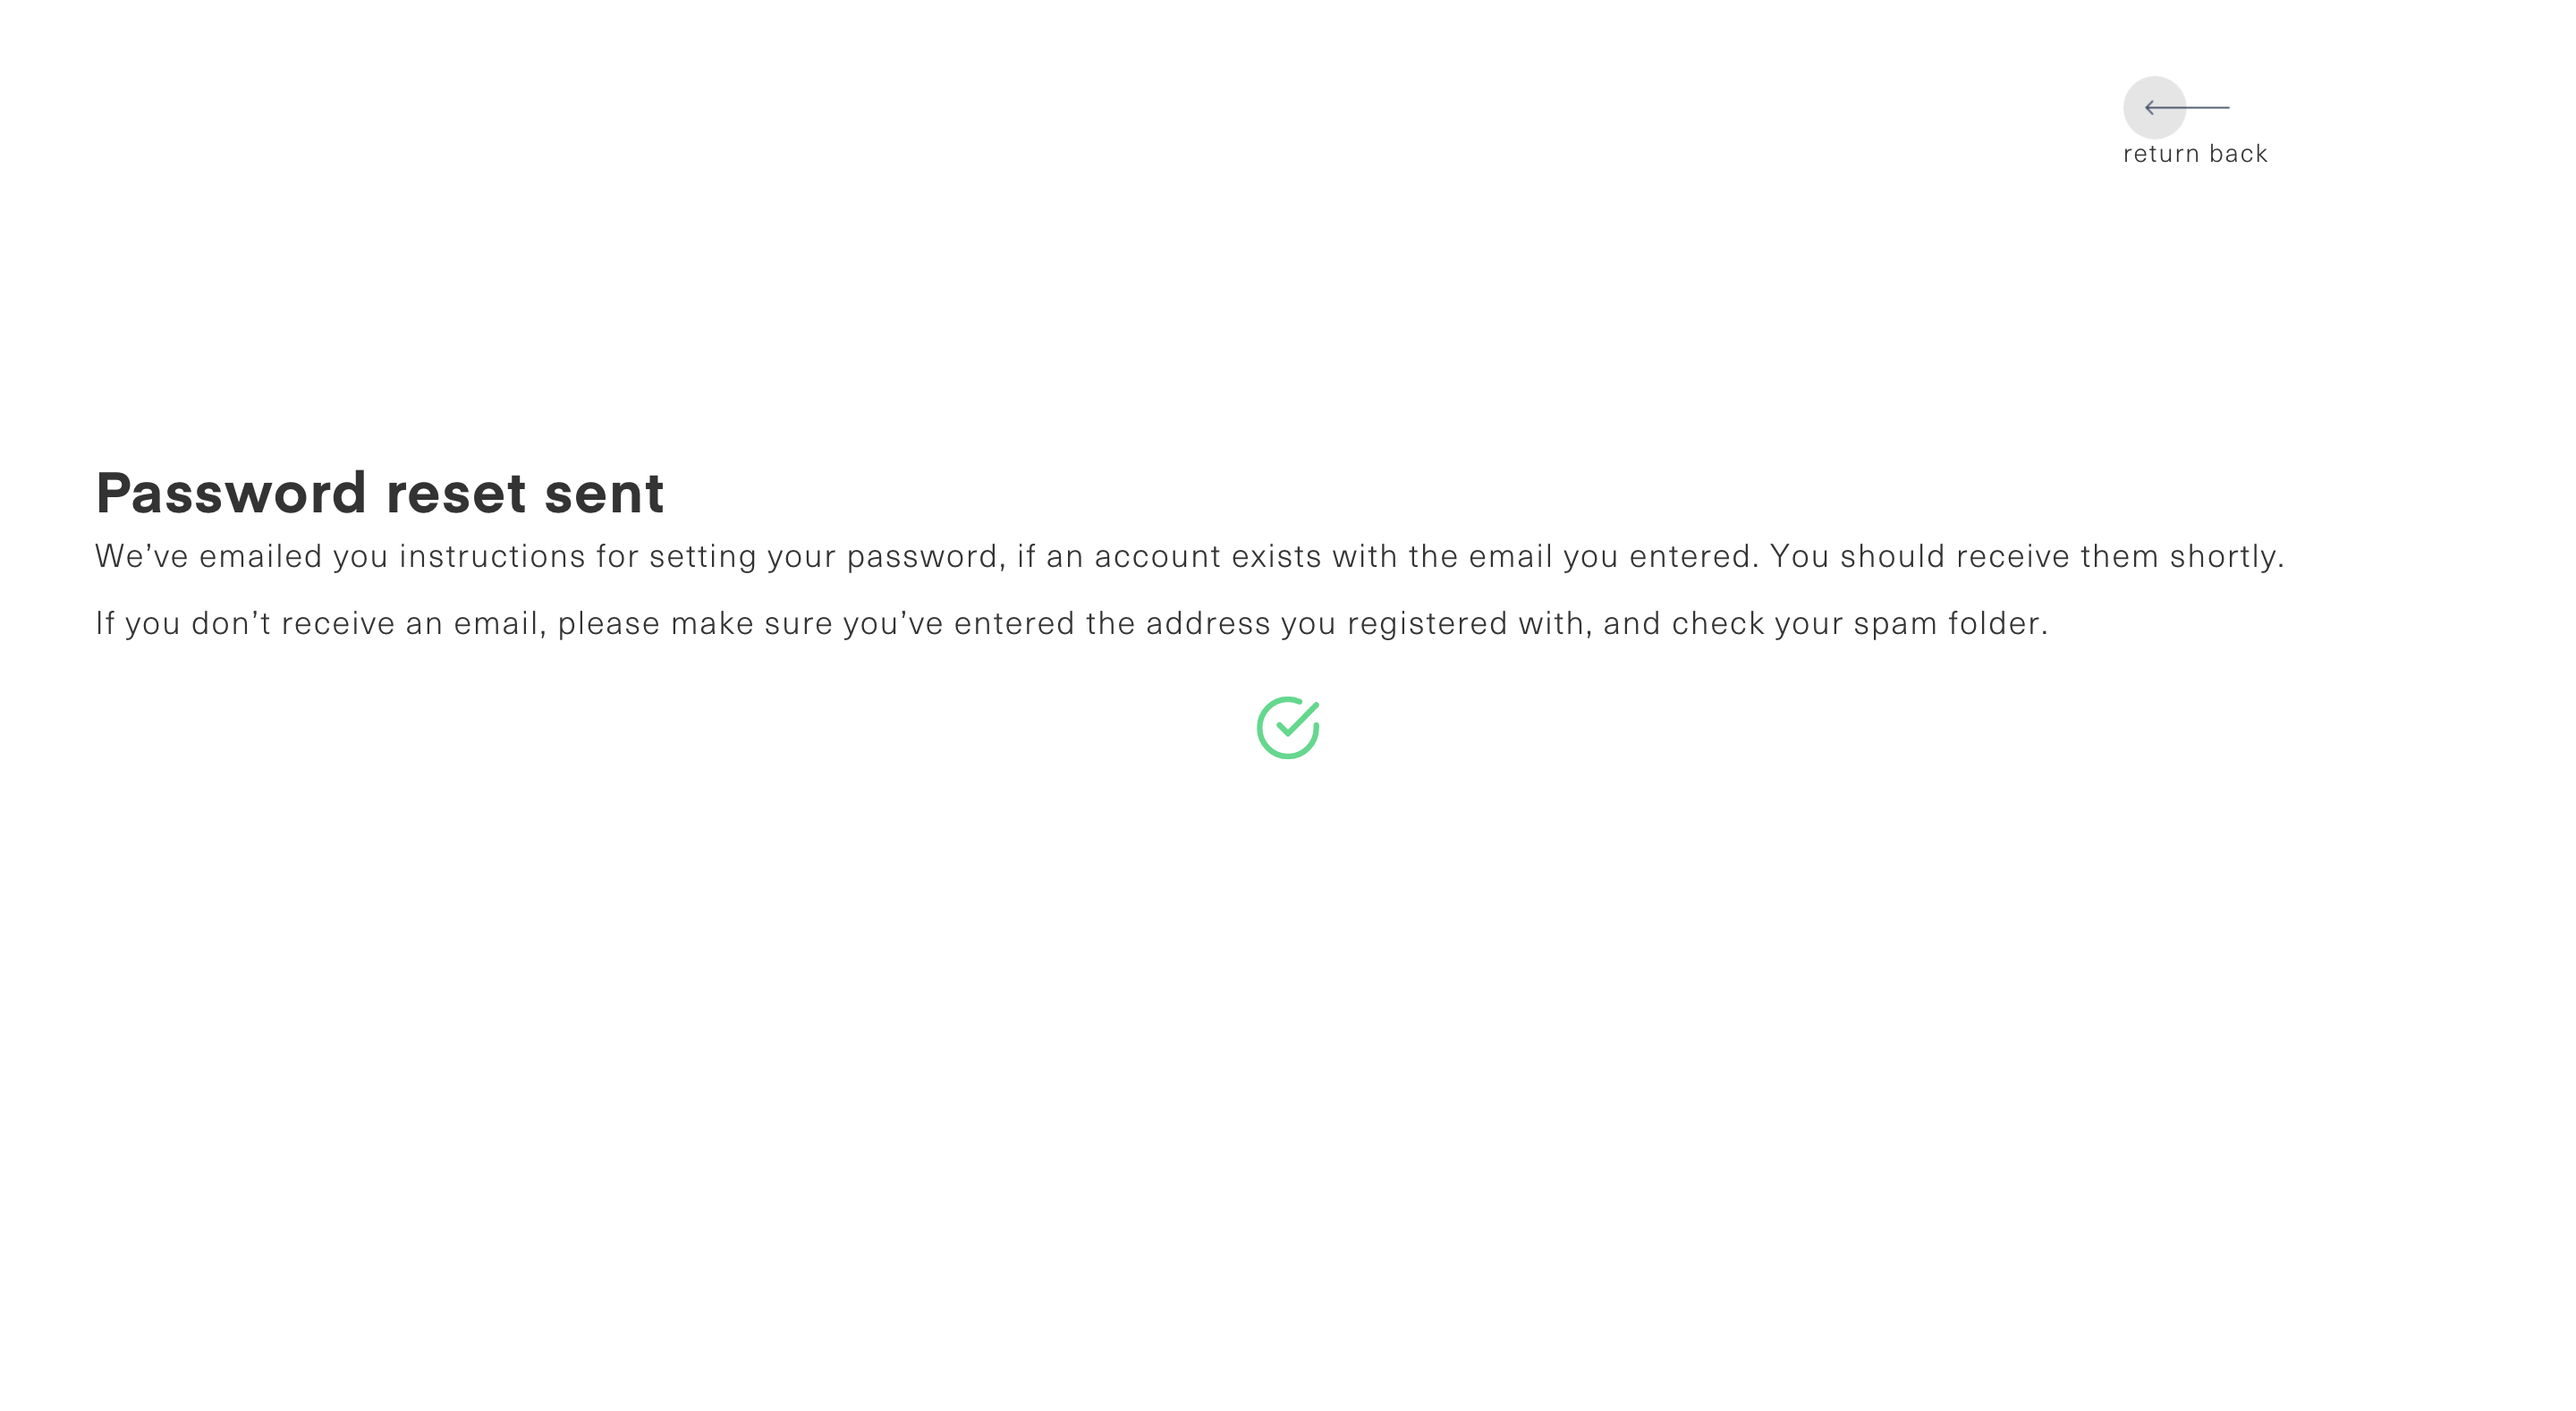 return back
Password reset sent
We’ve emailed you instructions for setting your password, if an account exists with the email you entered. You should receive them shortly.
If you don’t receive an email, please make sure you’ve entered the address you registered with, and check your spam folder.